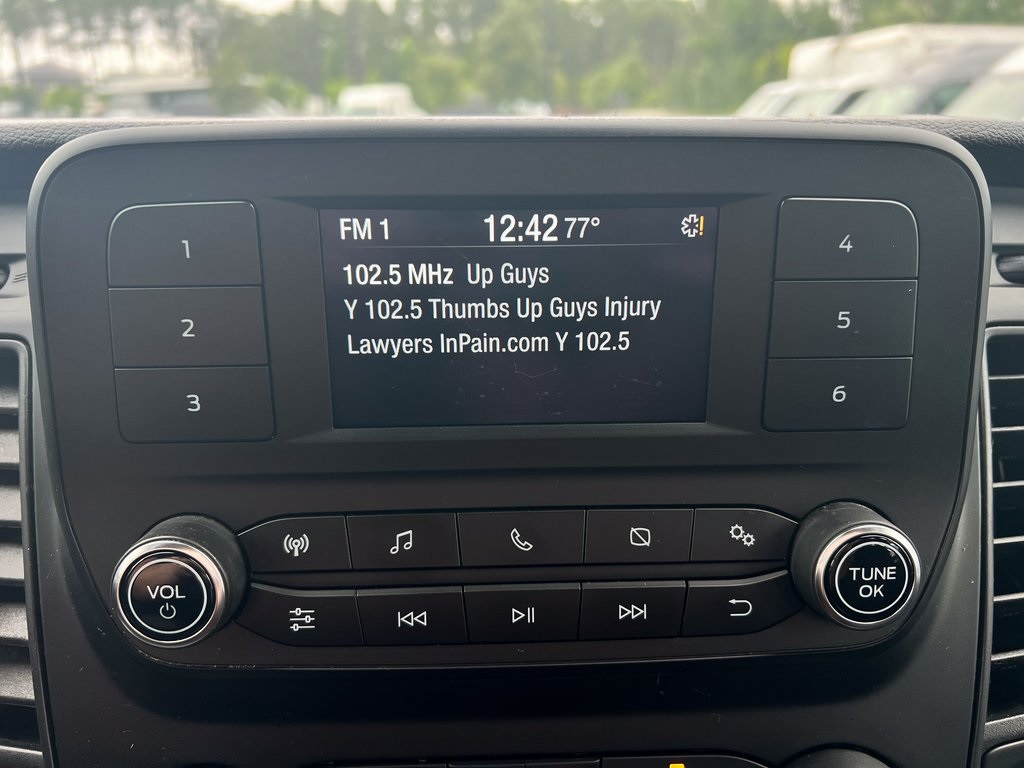 FM 1 12:42 77°
102.5 MHz Up Guys
Y 102.5 Thumbs Up Guys Injury
Lawyers InPain.com Y 102.5
1
2
3
4
5
6
VOL
TUNE
OK